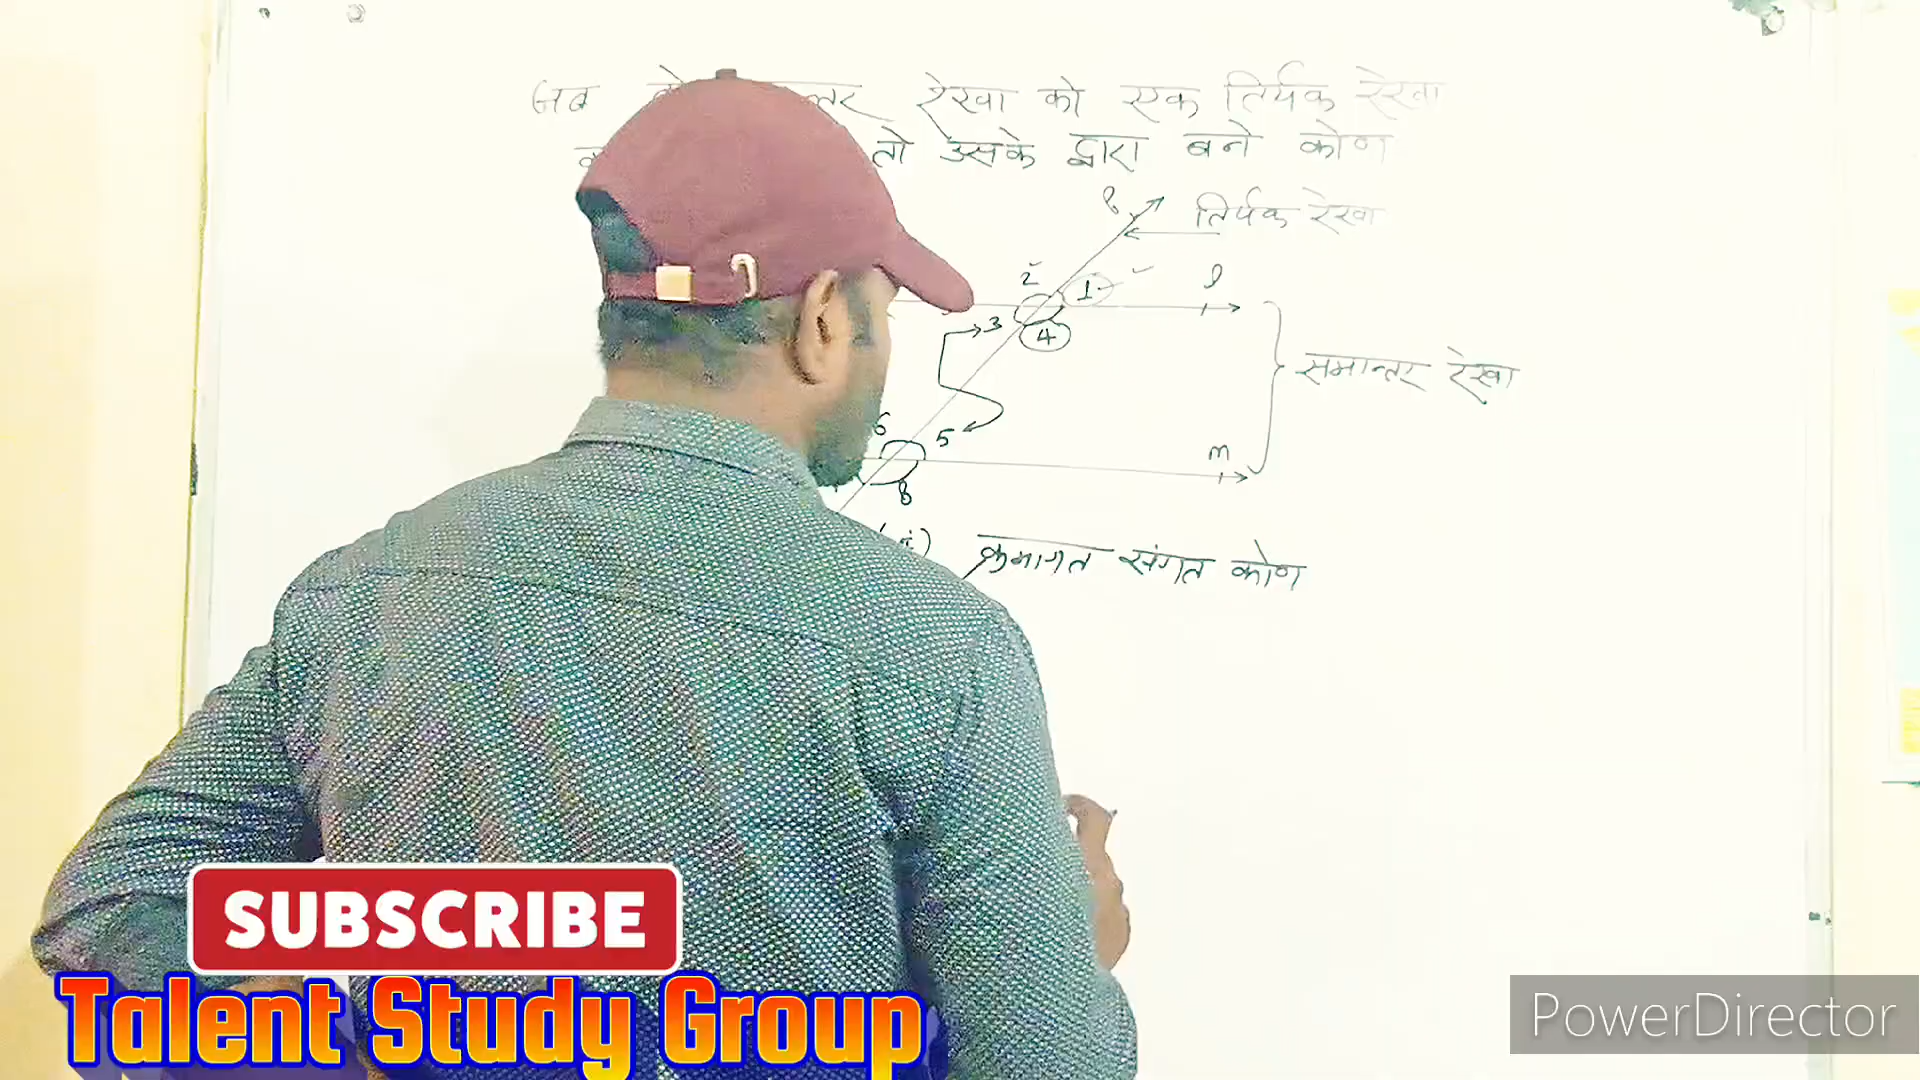 जब रेखा को एक तिर्यक रेखा
तो उसके द्वारा बने कोण
तिर्यक रेखा
2 1 l
3 4
समान्तर रेखा
6 5 m
8
क्रमागत संगत कोण
SUBSCRIBE
Talent Study Group
PowerDirector